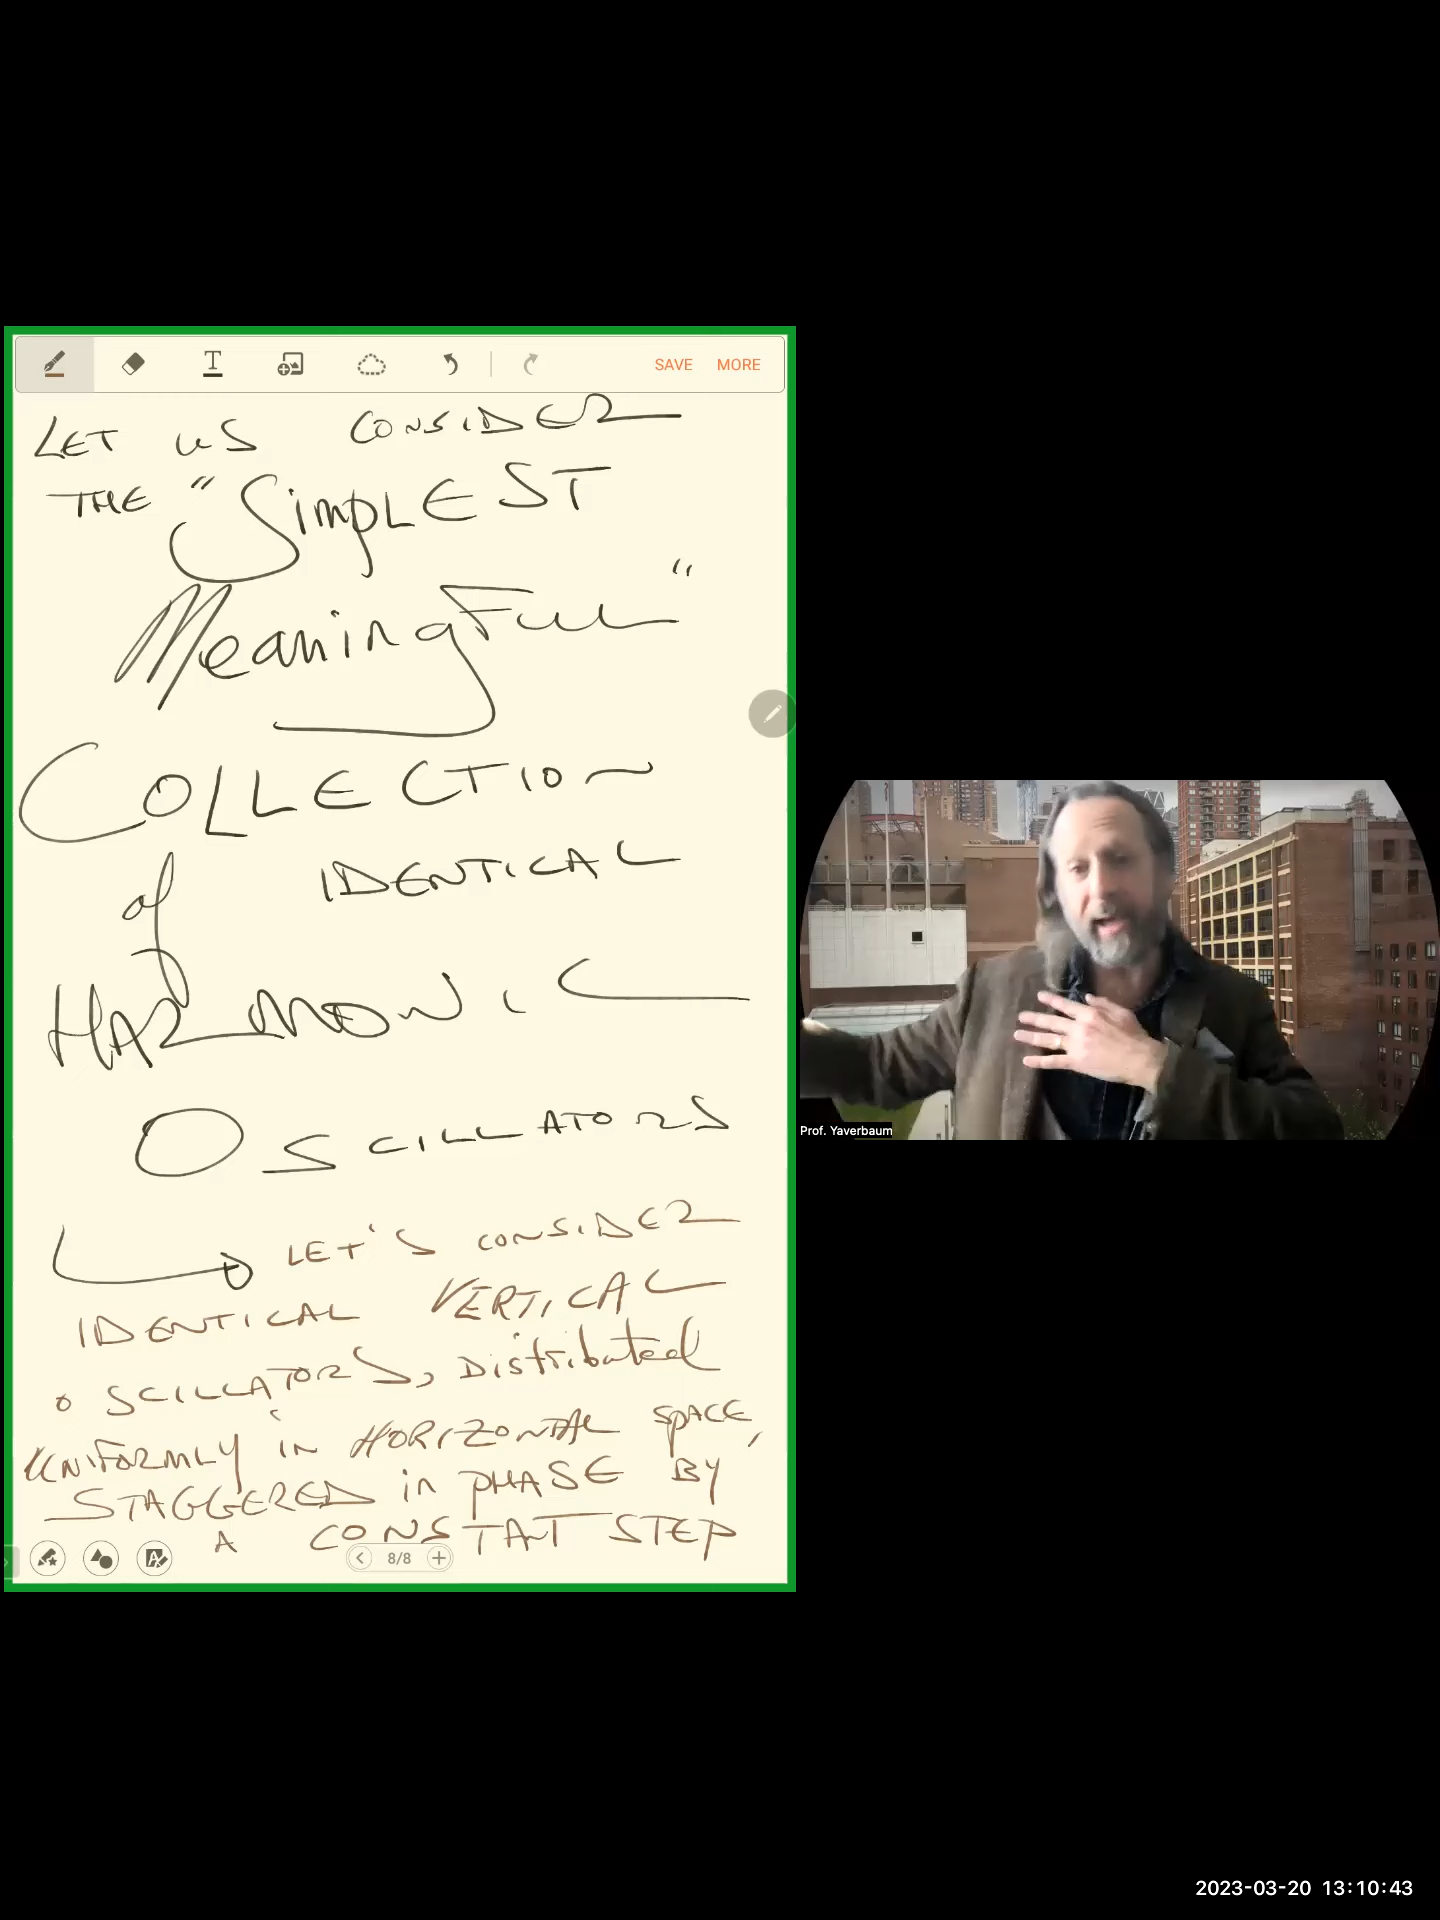 SAVE MORE
LET US CONSIDER
THE "SIMPLEST
MEANINGFUL"
COLLECTION
of IDENTICAL
HARMONIC
OSCILLATORS
LET'S CONSIDER
IDENTICAL VERTICAL
OSCILLATORS, DISTRIBUTED
UNIFORMLY IN HORIZONTAL SPACE,
STAGGERED in PHASE BY
A CONSTANT STEP
8/8
Prof. Yaverbaum
2023-03-20 13:10:43